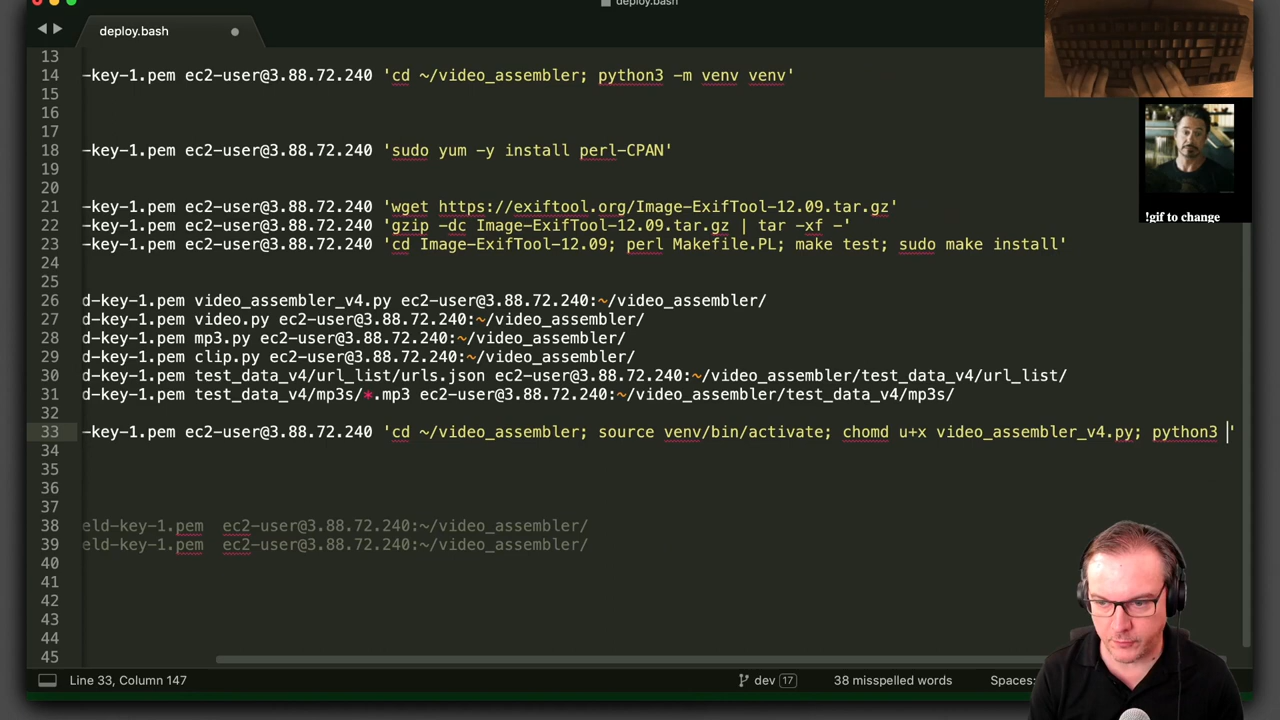 deploy.bash
deploy.bash
13
14 -key-1.pem ec2-user@3.88.72.240 'cd ~/video_assembler; python3 -m venv venv'
15
16
17
18 -key-1.pem ec2-user@3.88.72.240 'sudo yum -y install perl-CPAN'
19
20
21 -key-1.pem ec2-user@3.88.72.240 'wget https://exiftool.org/Image-ExifTool-12.09.tar.gz'
22 -key-1.pem ec2-user@3.88.72.240 'gzip -dc Image-ExifTool-12.09.tar.gz | tar -xf -'
23 -key-1.pem ec2-user@3.88.72.240 'cd Image-ExifTool-12.09; perl Makefile.PL; make test; sudo make install'
24
25
26 d-key-1.pem video_assembler_v4.py ec2-user@3.88.72.240:~/video_assembler/
27 d-key-1.pem video.py ec2-user@3.88.72.240:~/video_assembler/
28 d-key-1.pem mp3.py ec2-user@3.88.72.240:~/video_assembler/
29 d-key-1.pem clip.py ec2-user@3.88.72.240:~/video_assembler/
30 d-key-1.pem test_data_v4/url_list/urls.json ec2-user@3.88.72.240:~/video_assembler/test_data_v4/url_list/
31 d-key-1.pem test_data_v4/mp3s/*.mp3 ec2-user@3.88.72.240:~/video_assembler/test_data_v4/mp3s/
32
33 -key-1.pem ec2-user@3.88.72.240 'cd ~/video_assembler; source venv/bin/activate; chomd u+x video_assembler_v4.py; python3 '
34
35
36
37
38 eld-key-1.pem  ec2-user@3.88.72.240:~/video_assembler/
39 eld-key-1.pem  ec2-user@3.88.72.240:~/video_assembler/
40
41
42
43
44
45
!gif to change
Line 33, Column 147
dev 17
38 misspelled words
Spaces: